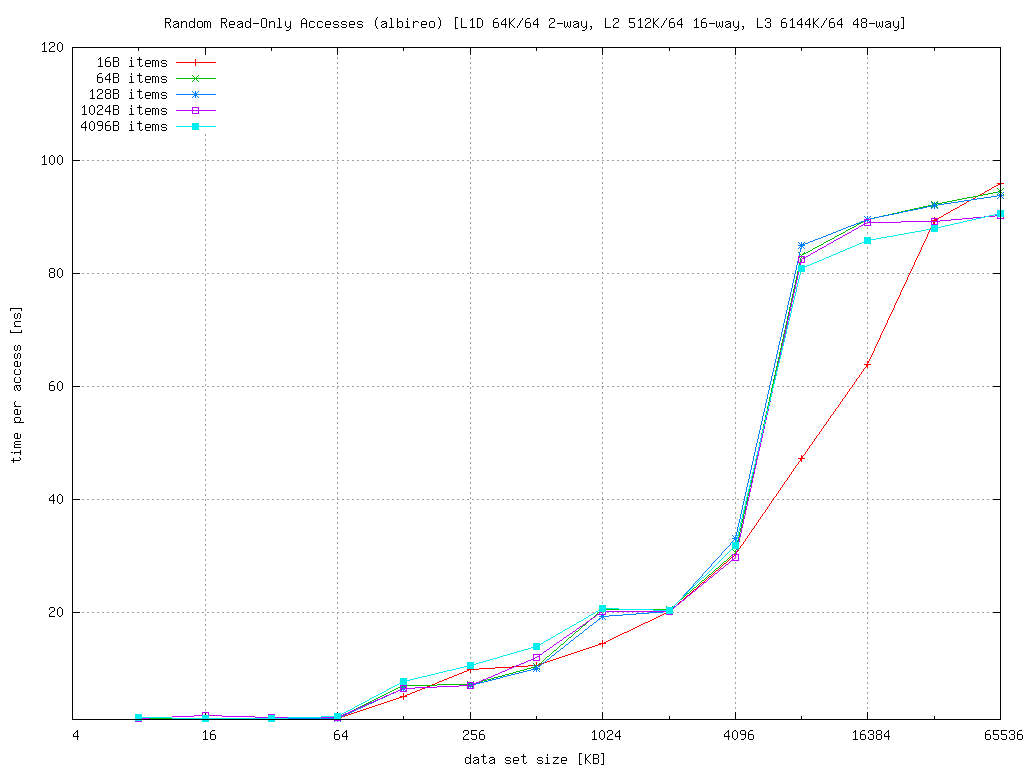 Random Read-Only Accesses (albireo) [L1D 64K/64 2-way, L2 512K/64 16-way, L3 6144K/64 48-way]
120
100
80
60
40
20
16B items
64B items
128B items
1024B items
4096B items
time per access [ns]
4 16 64 256 1024 4096 16384 65536
data set size [KB]